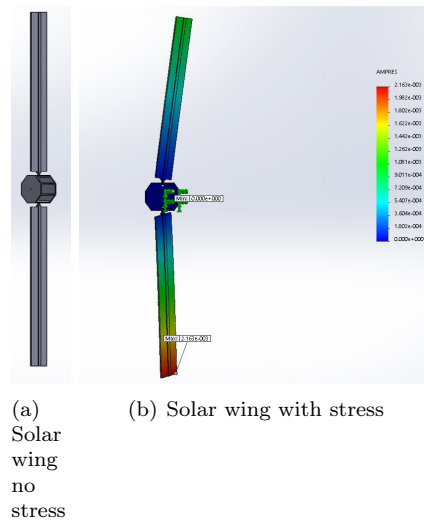 AMPRES
2.163e-003
1.982e-003
1.802e-003
1.622e-003
1.442e-003
1.262e-003
1.081e-003
9.011e-004
7.209e-004
5.407e-004
3.604e-004
1.802e-004
0.000e+000
Min: 0.000e+000
Max: 2.163e-003
(a)
Solar
wing
no
stress
(b) Solar wing with stress